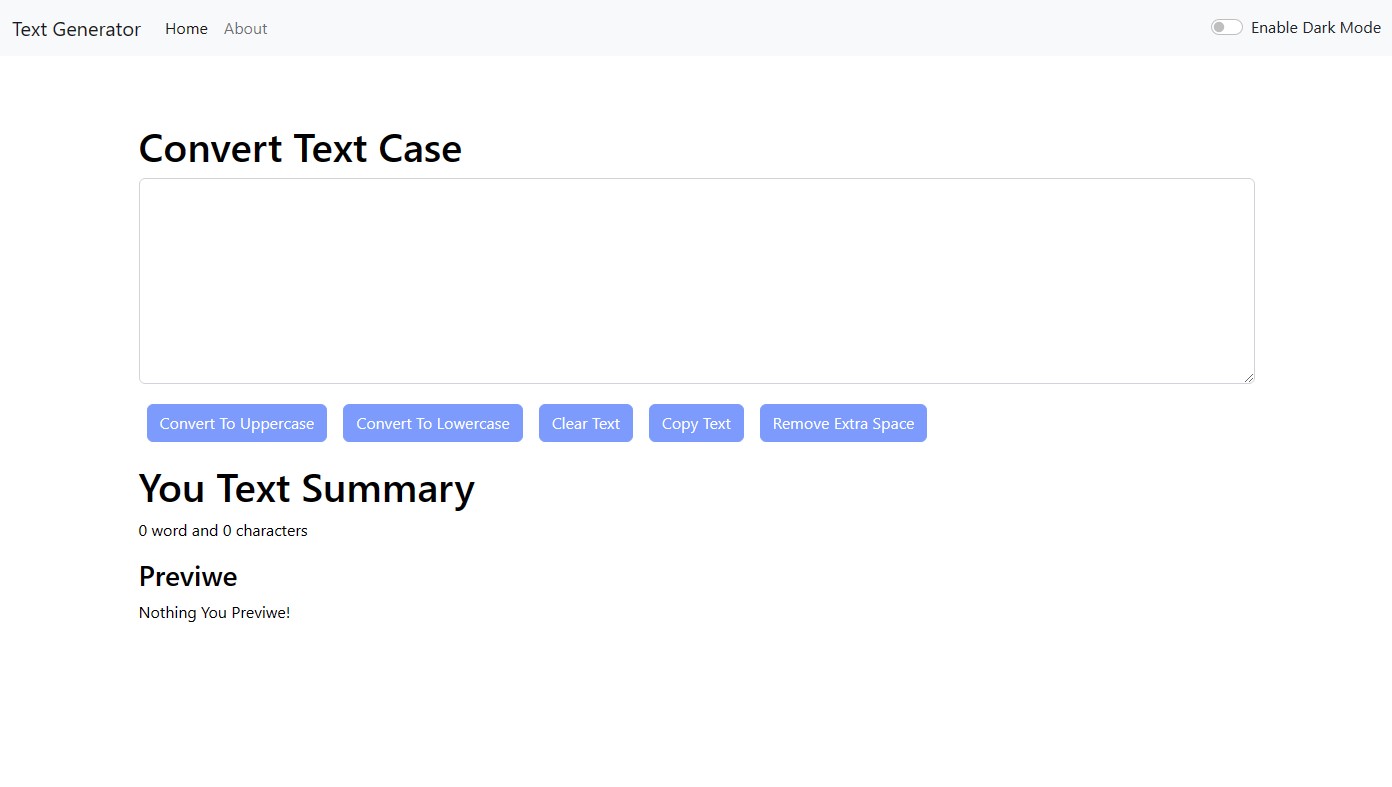 Text Generator Home About Enable Dark Mode
Convert Text Case
Convert To Uppercase Convert To Lowercase Clear Text Copy Text Remove Extra Space
You Text Summary
0 word and 0 characters
Previwe
Nothing You Previwe!